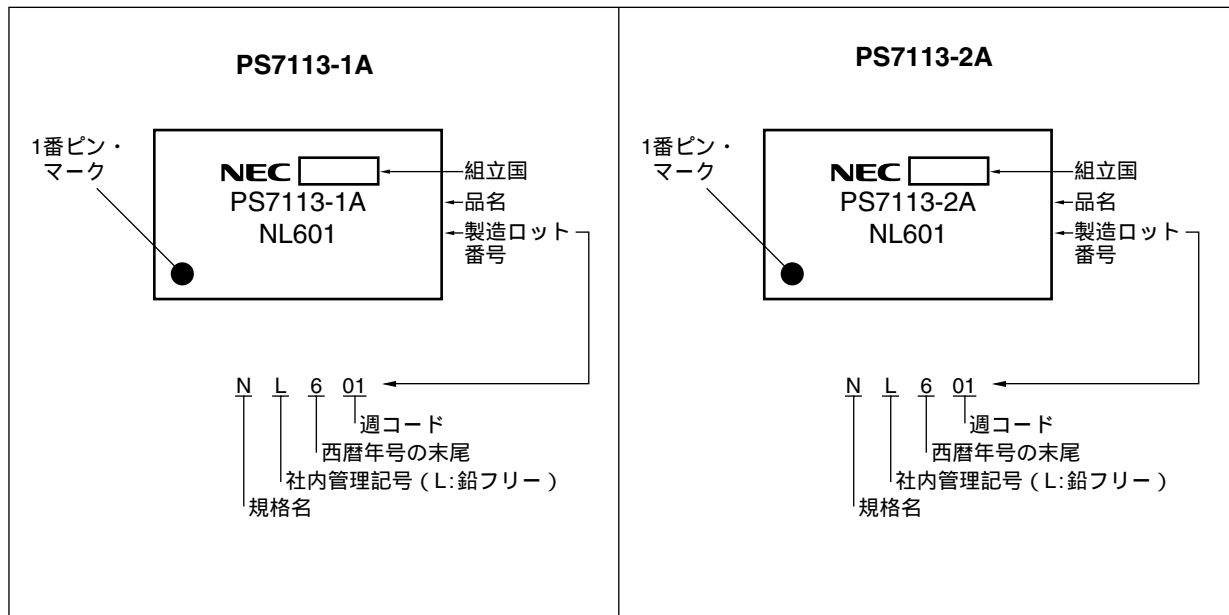 PS7113-1A
1番ピン・
マーク
NEC
組立国
PS7113-1A
品名
NL601
製造ロット
番号
N L 6 01
週コード
西暦年号の末尾
社内管理記号(L:鉛フリー)
規格名
PS7113-2A
1番ピン・
マーク
NEC
組立国
PS7113-2A
品名
NL601
製造ロット
番号
N L 6 01
週コード
西暦年号の末尾
社内管理記号(L:鉛フリー)
規格名